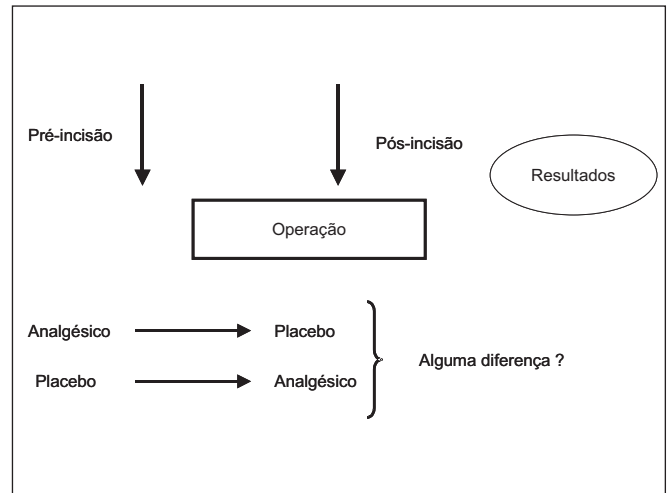 Pré-incisão
Pós-incisão
Resultados
Operação
Analgésico
Placebo
Placebo
Analgésico
Alguma diferença ?